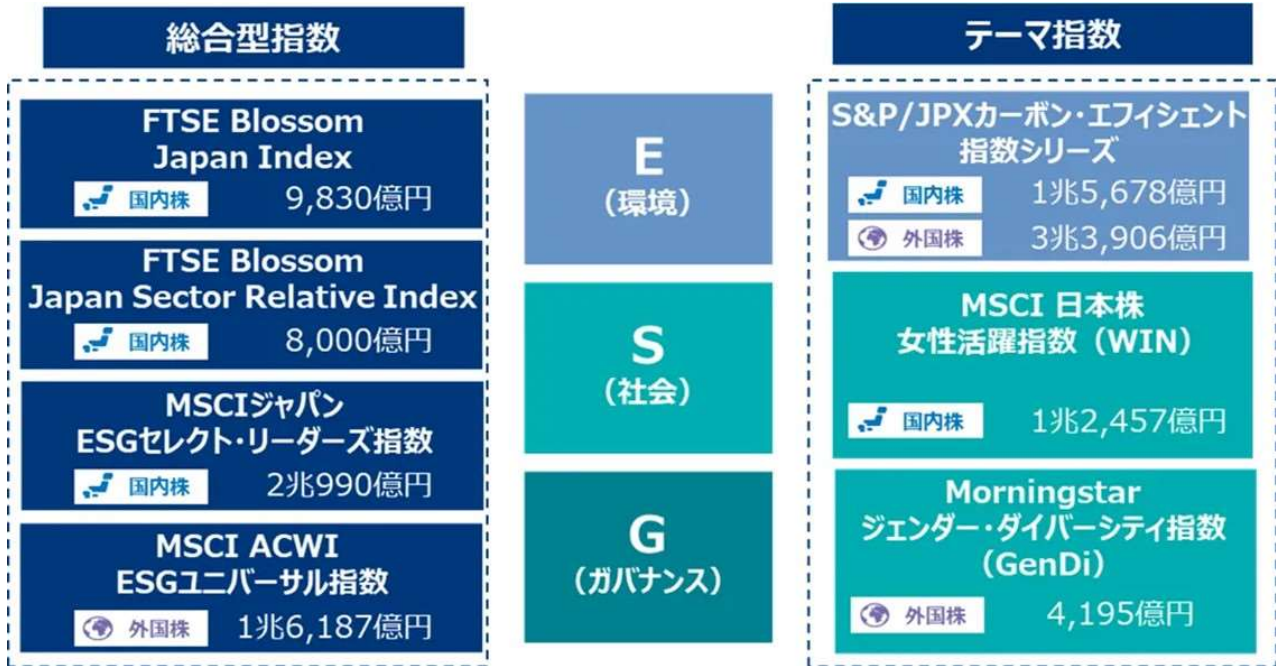 総合型指数
FTSE Blossom
Japan Index
国内株 9,830億円
FTSE Blossom
Japan Sector Relative Index
国内株 8,000億円
MSCIジャパン
ESGセレクト・リーダーズ指数
国内株 2兆990億円
MSCI ACWI
ESGユニバーサル指数
外国株 1兆6,187億円
E
（環境）
S
（社会）
G
（ガバナンス）
テーマ指数
S&P/JPXカーボン・エフィシェント
指数シリーズ
国内株 1兆5,678億円
外国株 3兆3,906億円
MSCI 日本株
女性活躍指数（WIN）
国内株 1兆2,457億円
Morningstar
ジェンダー・ダイバーシティ指数
（GenDi）
外国株 4,195億円